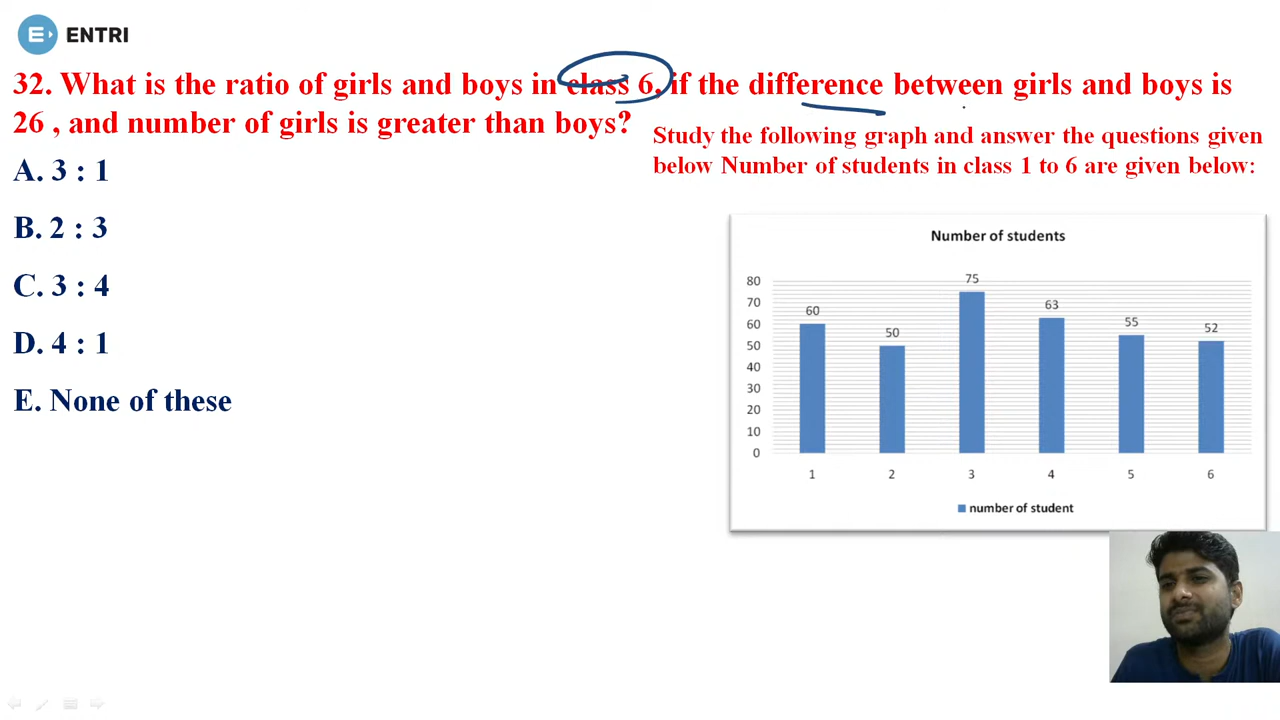 E ENTRI
32. What is the ratio of girls and boys in class 6, if the difference between girls and boys is
26 , and number of girls is greater than boys?
Study the following graph and answer the questions given
below Number of students in class 1 to 6 are given below:
A. 3 : 1
B. 2 : 3
C. 3 : 4
D. 4 : 1
E. None of these
Number of students
80
70
60
50
40
30
20
10
0
60
50
75
63
55
52
1 2 3 4 5 6
number of student